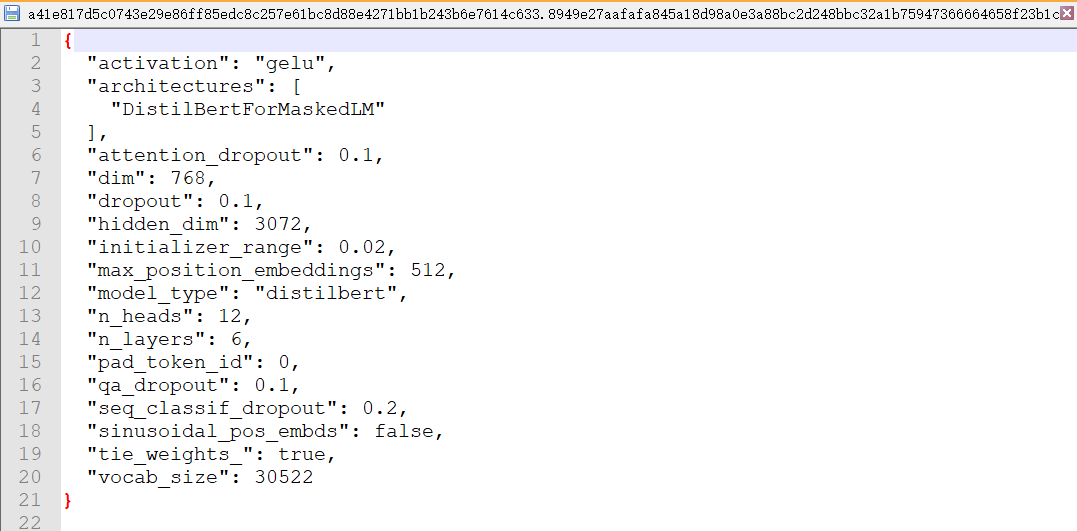 a41e817d5c0743e29e86ff85edc8c257e61bc8d88e4271bb1b243b6e7614c633.8949e27aafafa845a18d98a0e3a88bc2d248bbc32a1b75947366664658f23b1c
1 {
2 "activation": "gelu",
3 "architectures": [
4 "DistilBertForMaskedLM"
5 ],
6 "attention_dropout": 0.1,
7 "dim": 768,
8 "dropout": 0.1,
9 "hidden_dim": 3072,
10 "initializer_range": 0.02,
11 "max_position_embeddings": 512,
12 "model_type": "distilbert",
13 "n_heads": 12,
14 "n_layers": 6,
15 "pad_token_id": 0,
16 "qa_dropout": 0.1,
17 "seq_classif_dropout": 0.2,
18 "sinusoidal_pos_embds": false,
19 "tie_weights_": true,
20 "vocab_size": 30522
21 }
22